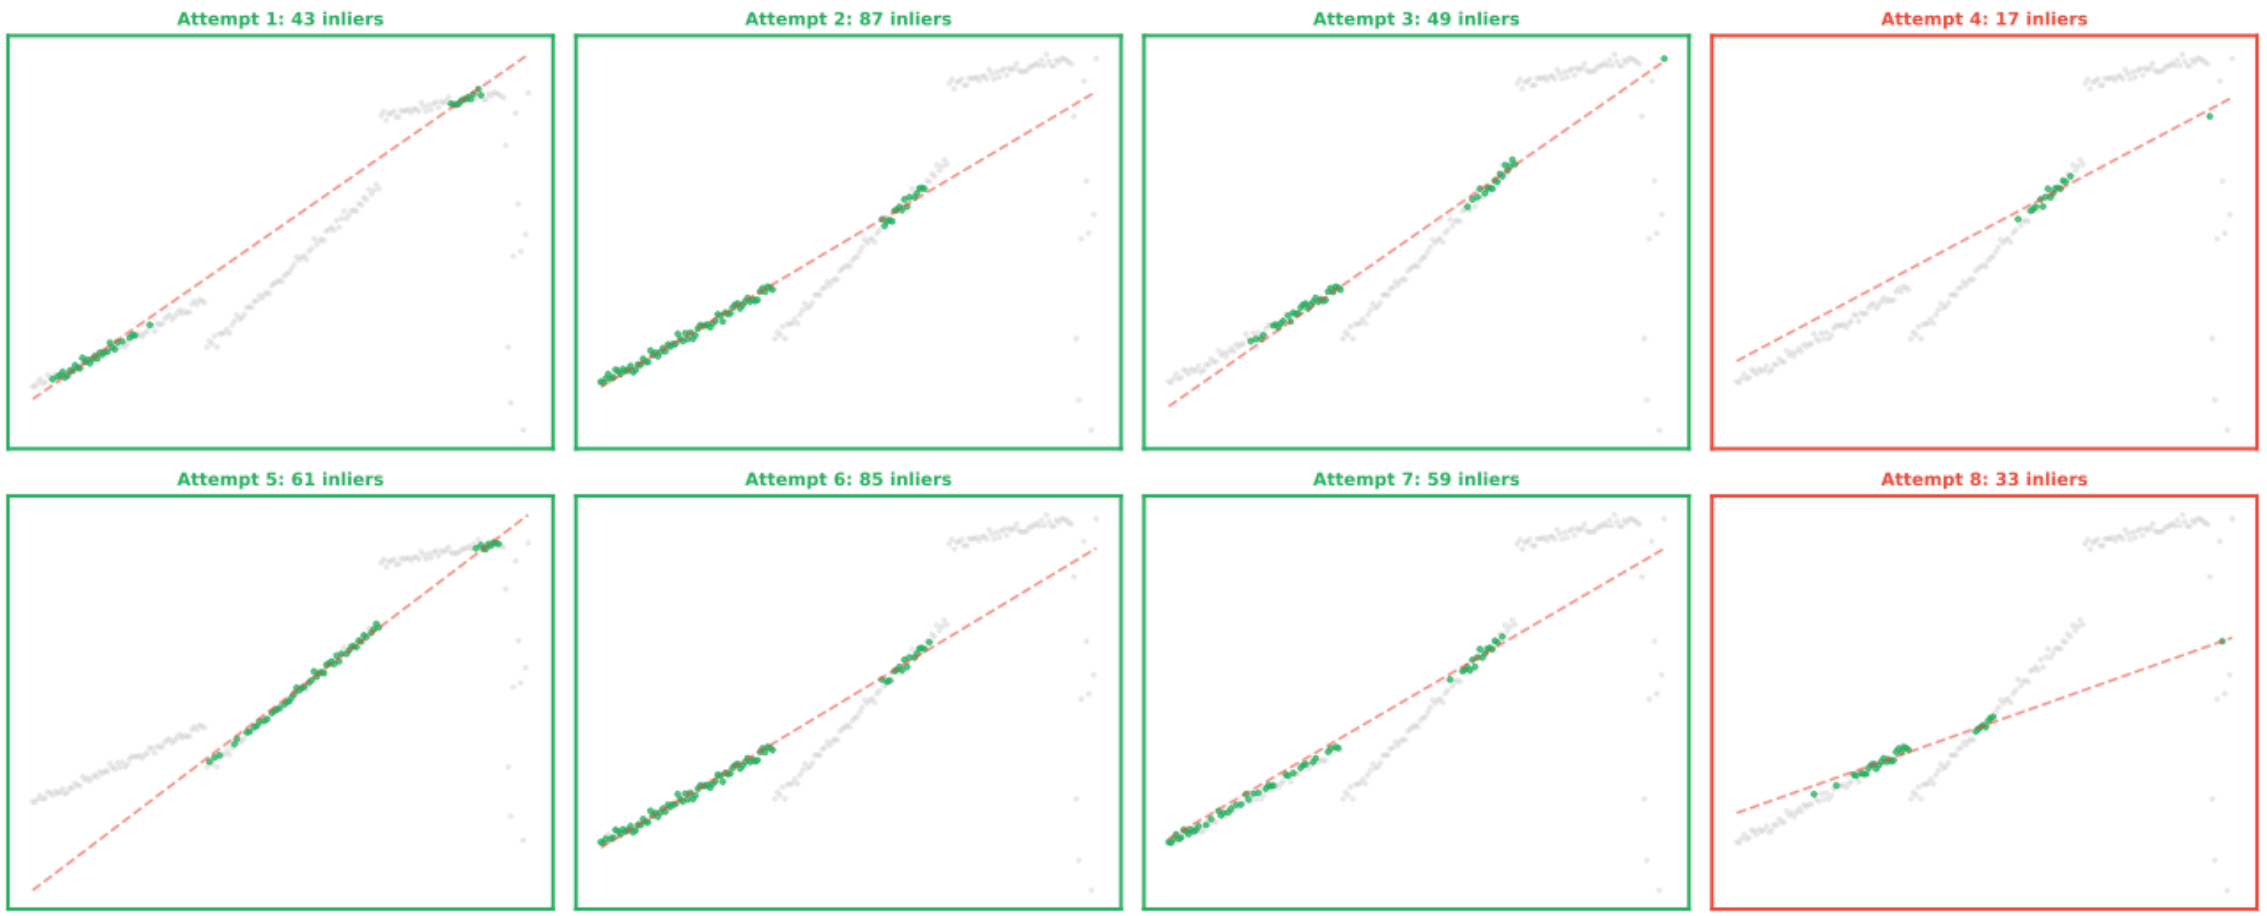 Attempt 1: 43 inliers
Attempt 2: 87 inliers
Attempt 3: 49 inliers
Attempt 4: 17 inliers
Attempt 5: 61 inliers
Attempt 6: 85 inliers
Attempt 7: 59 inliers
Attempt 8: 33 inliers